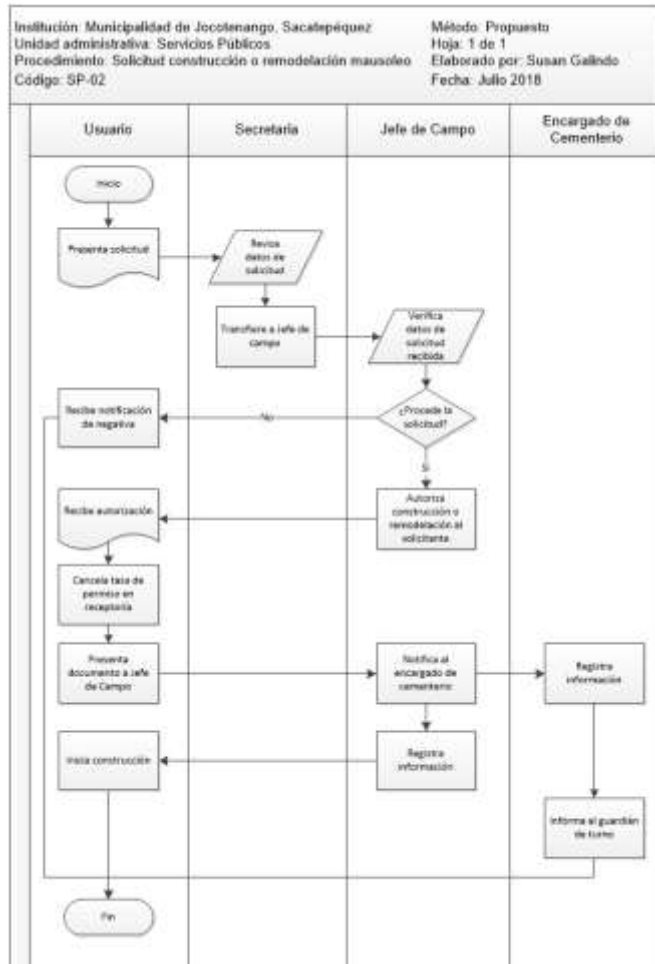 Institución: Municipalidad de Jocotenango, Sacatepéquez
Unidad administrativa: Servicios Públicos
Procedimiento: Solicitud construcción o remodelación mausoleo
Código: SP-02
Método: Propuesto
Hoja: 1 de 1
Elaborado por: Susan Galindo
Fecha: Julio 2018
Usuario
Secretaria
Jefe de Campo
Encargado de
Cementerio
Inicio
Presenta solicitud
Revisa
datos de
solicitud
Transfiere a Jefe de
campo
Verifica
datos de
solicitud
recibida
¿Procede la
solicitud?
No
Recibe notificación
de negativa
Si
Autoriza
construcción o
remodelación al
solicitante
Recibe autorización
Cancela tasa de
permiso en
receptoría
Presenta
documento a Jefe
de Campo
Notifica al
encargado de
cementerio
Registra
información
Registra
información
Inicia construcción
Informa al guardián
de turno
Fin